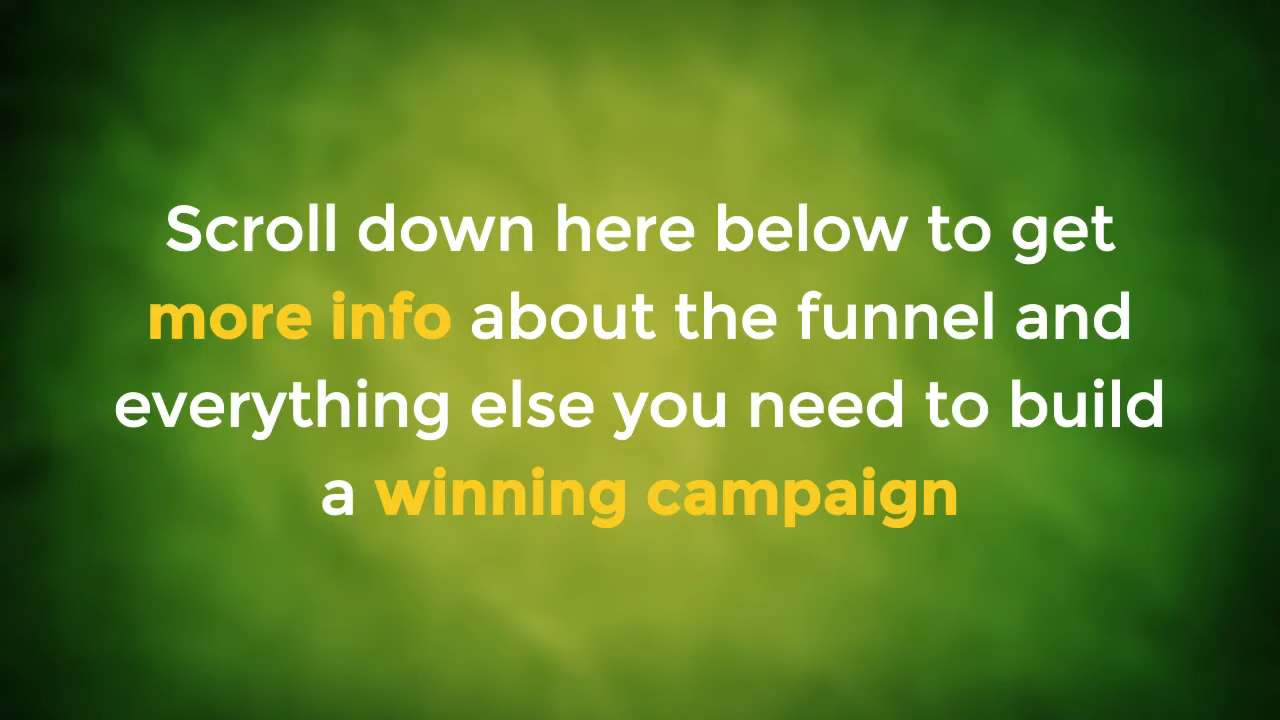 Scroll down here below to get
more info about the funnel and
everything else you need to build
a winning campaign